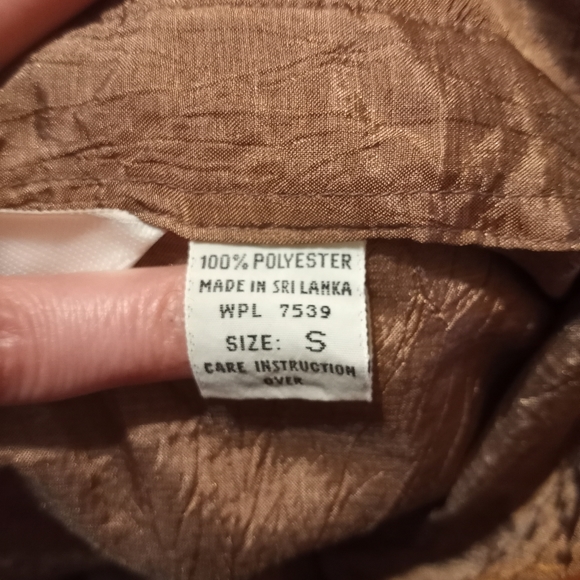 100% POLYESTER
MADE IN SRI LANKA
WPL 7539
SIZE: S
CARE INSTRUCTION
OVER